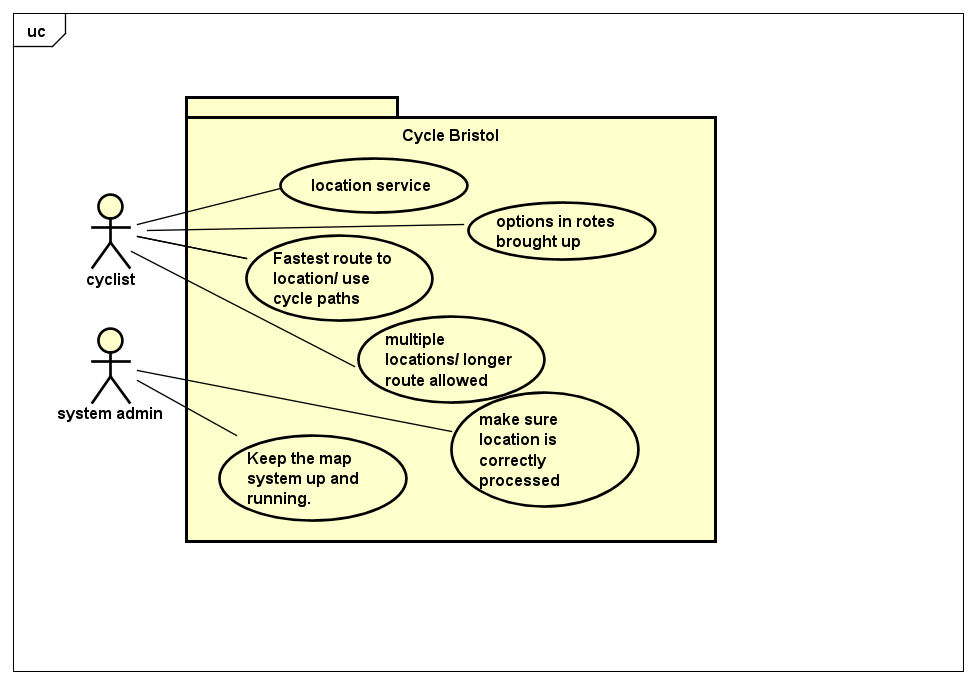 uc
Cycle Bristol
location service
options in rotes
brought up
Fastest route to
location/ use
cycle paths
cyclist
multiple
locations/ longer
route allowed
system admin
make sure
location is
correctly
processed
Keep the map
system up and
running.